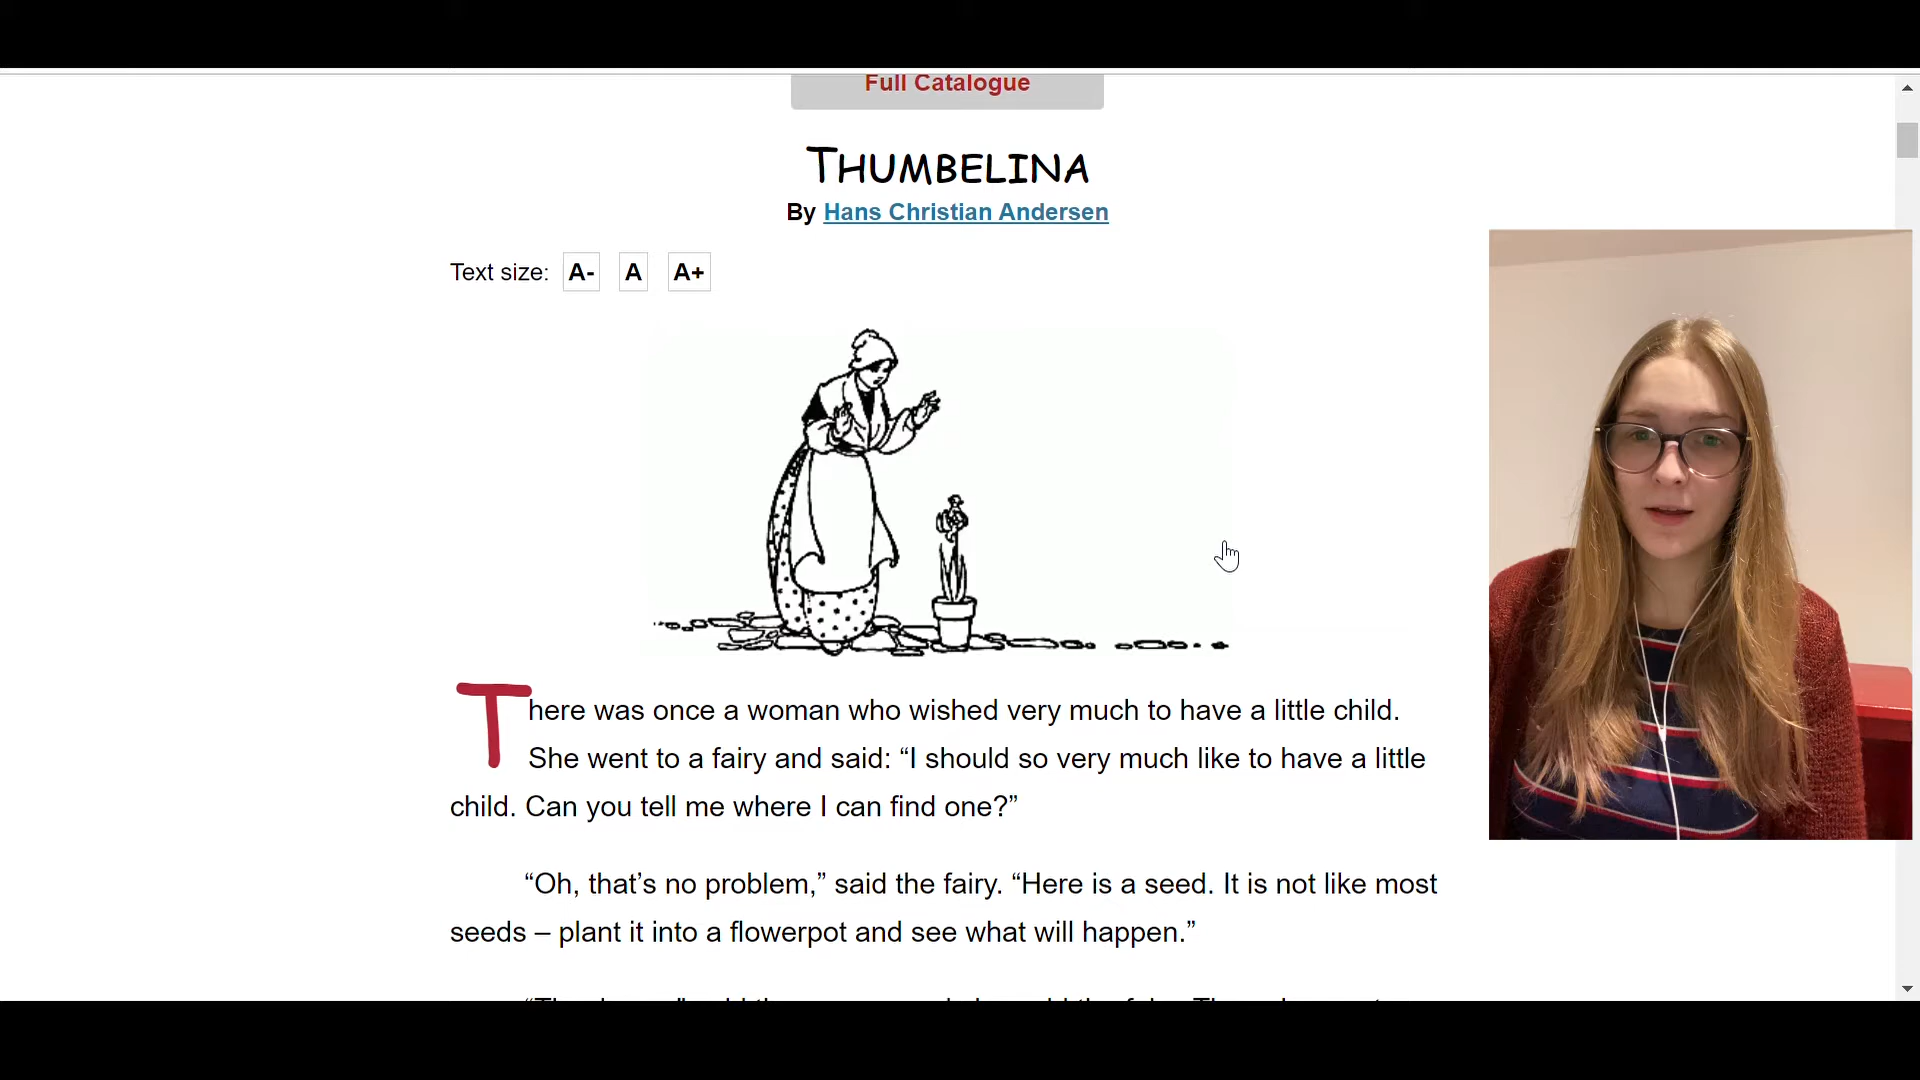 Full Catalogue
THUMBELINA
By Hans Christian Andersen
Text size: A- A A+
There was once a woman who wished very much to have a little child.
She went to a fairy and said: “I should so very much like to have a little
child. Can you tell me where I can find one?”
“Oh, that’s no problem,” said the fairy. “Here is a seed. It is not like most
seeds – plant it into a flowerpot and see what will happen.”